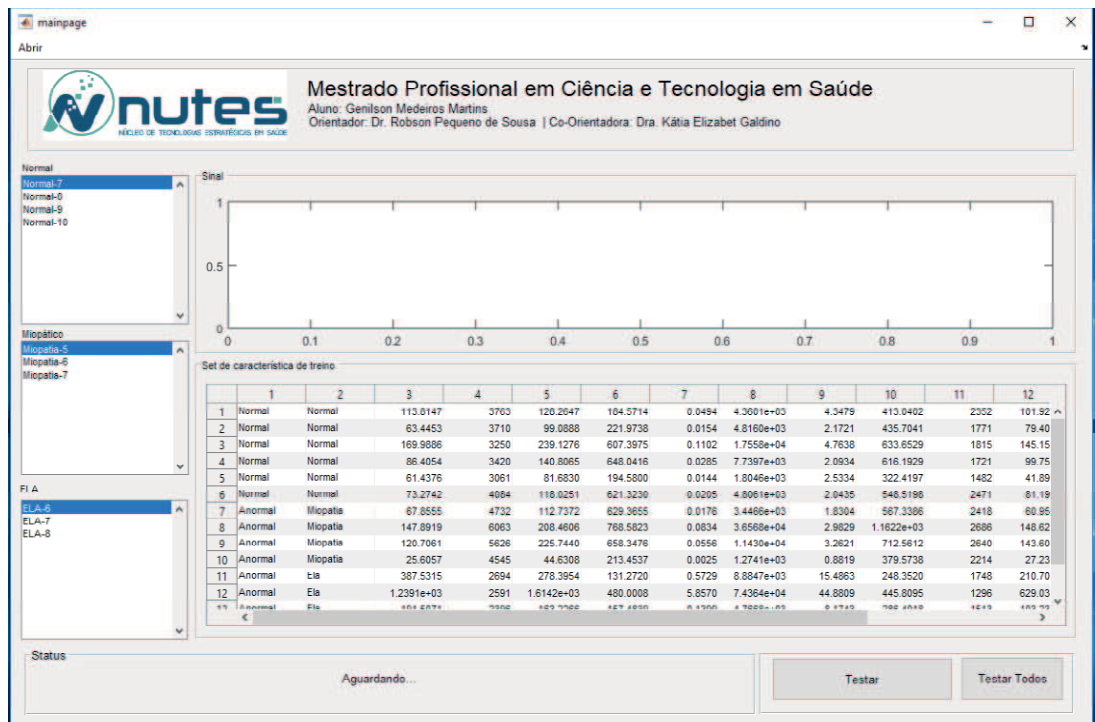 mainpage
Abrir
nutes
NÚCLEO DE TECNOLOGIAS ESTRATÉGICAS EM SAÚDE
Mestrado Profissional em Ciência e Tecnologia em Saúde
Aluno: Genilson Medeiros Martins
Orientador: Dr. Robson Pequeno de Sousa | Co-Orientadora: Dra. Kátia Elizabet Galdino
Normal
Normal-7
Normal-8
Normal-9
Normal-10
Miopático
Miopatia-5
Miopatia-6
Miopatia-7
ELA
ELA-6
ELA-7
ELA-8
Sinal
1
0.5
0
0 0.1 0.2 0.3 0.4 0.5 0.6 0.7 0.8 0.9 1
Set de característica de treino
1 2 3 4 5 6 7 8 9 10 11 12
1 Normal Normal 113.8147 3763 128.2647 184.5714 0.0494 4.3601e+03 4.3479 413.0402 2352 101.92
2 Normal Normal 63.4453 3710 99.0888 221.9738 0.0154 4.8160e+03 2.1721 435.7041 1771 79.40
3 Normal Normal 169.9886 3250 239.1276 607.3975 0.1102 1.7558e+04 4.7638 633.6529 1815 145.15
4 Normal Normal 86.4054 3420 140.8065 648.0416 0.0285 7.7397e+03 2.0934 616.1929 1721 99.75
5 Normal Normal 61.4376 3061 81.6830 194.5800 0.0144 1.8046e+03 2.5334 322.4197 1482 41.89
6 Normal Normal 73.2742 4084 118.0251 621.3230 0.0205 4.8061e+03 2.0435 548.5198 2471 81.19
7 Anormal Miopatia 67.8555 4732 112.7372 629.3655 0.0176 3.4466e+03 1.8304 567.3386 2418 60.95
8 Anormal Miopatia 147.8919 6063 208.4606 768.5823 0.0834 3.6568e+04 2.9829 1.1622e+03 2686 148.62
9 Anormal Miopatia 120.7061 5626 225.7440 658.3476 0.0556 1.1430e+04 3.2621 712.5612 2640 143.60
10 Anormal Miopatia 25.6057 4545 44.6308 213.4537 0.0025 1.2741e+03 0.8819 379.5738 2214 27.23
11 Anormal Ela 387.5315 2694 278.3954 131.2720 0.5729 8.8847e+03 15.4863 248.3520 1748 210.70
12 Anormal Ela 1.2391e+03 2591 1.6142e+03 480.0008 5.8570 7.4364e+04 44.8809 445.8095 1296 629.03
13 Anormal Ela
Status
Aguardando...
Testar
Testar Todos